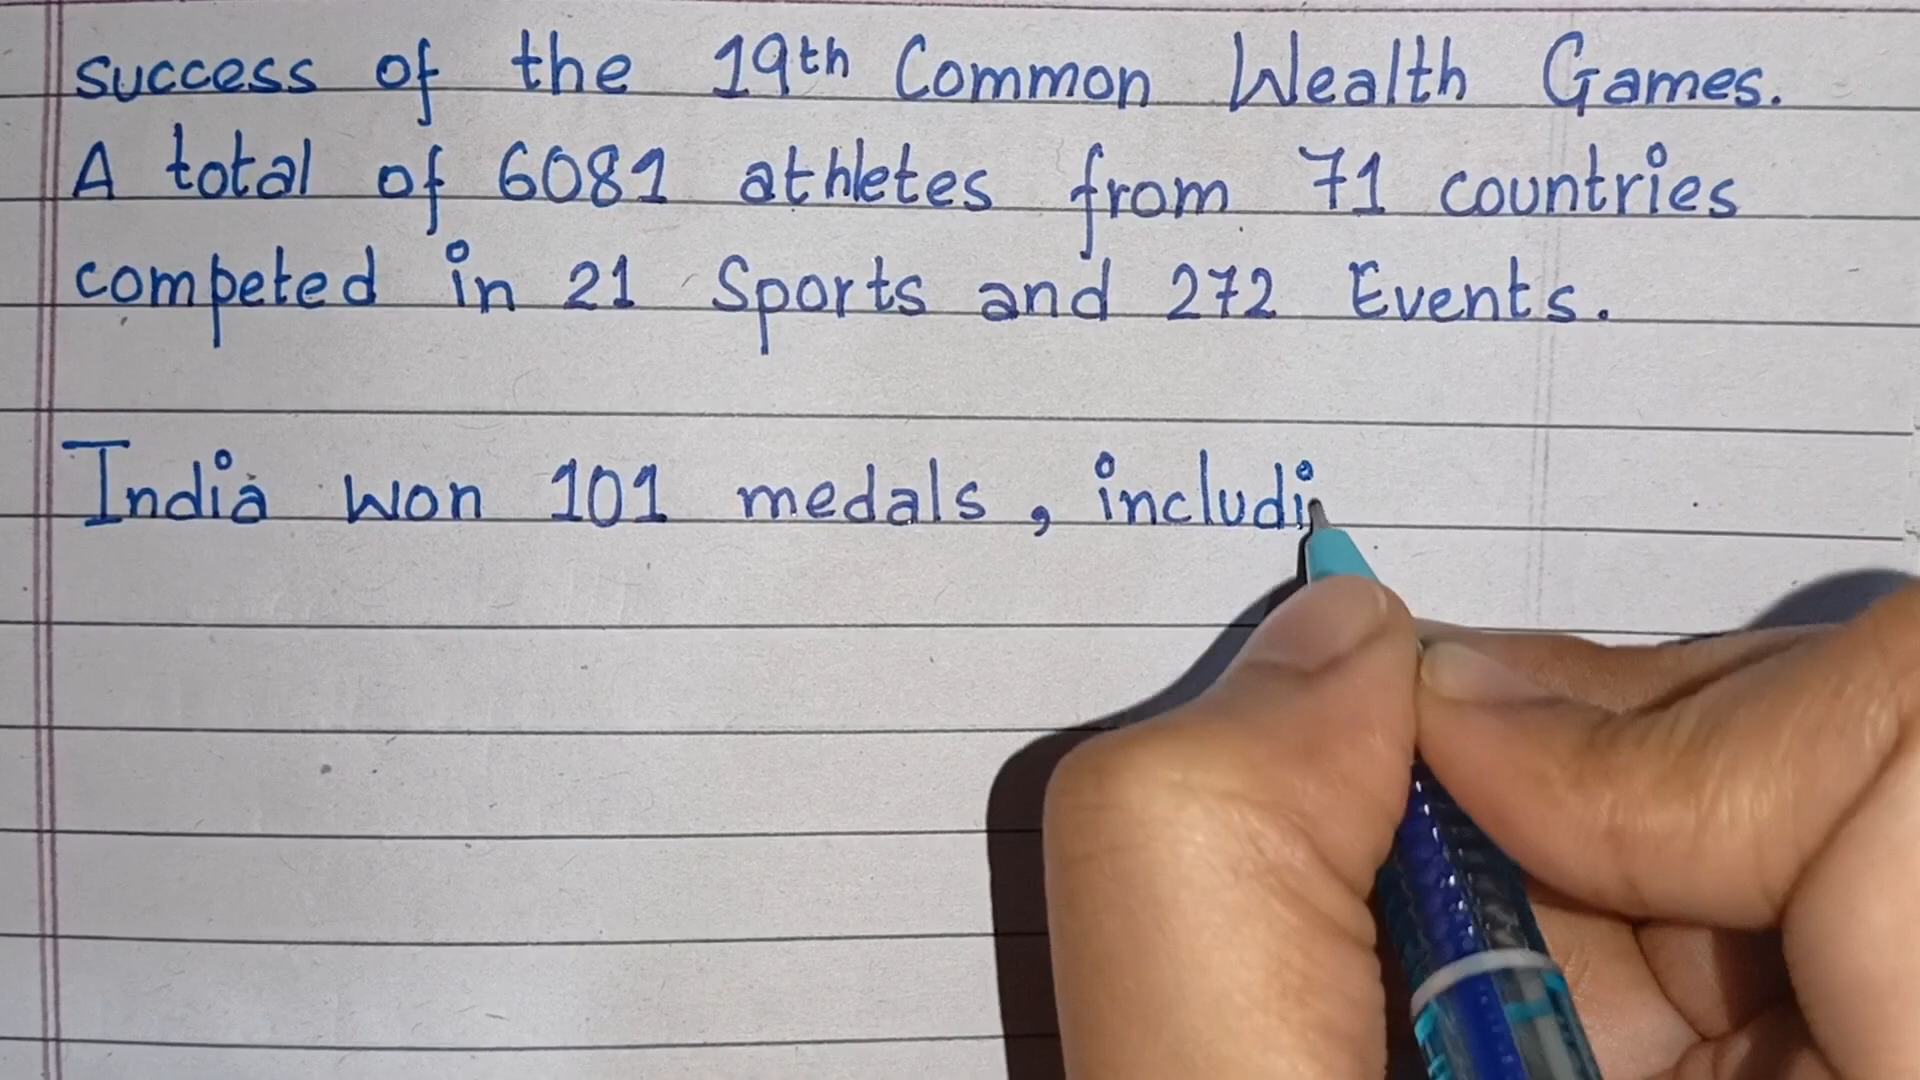 success of the 19th Common Wealth Games.
A total of 6081 athletes from 71 countries
competed in 21 Sports and 272 Events.
India won 101 medals, includi